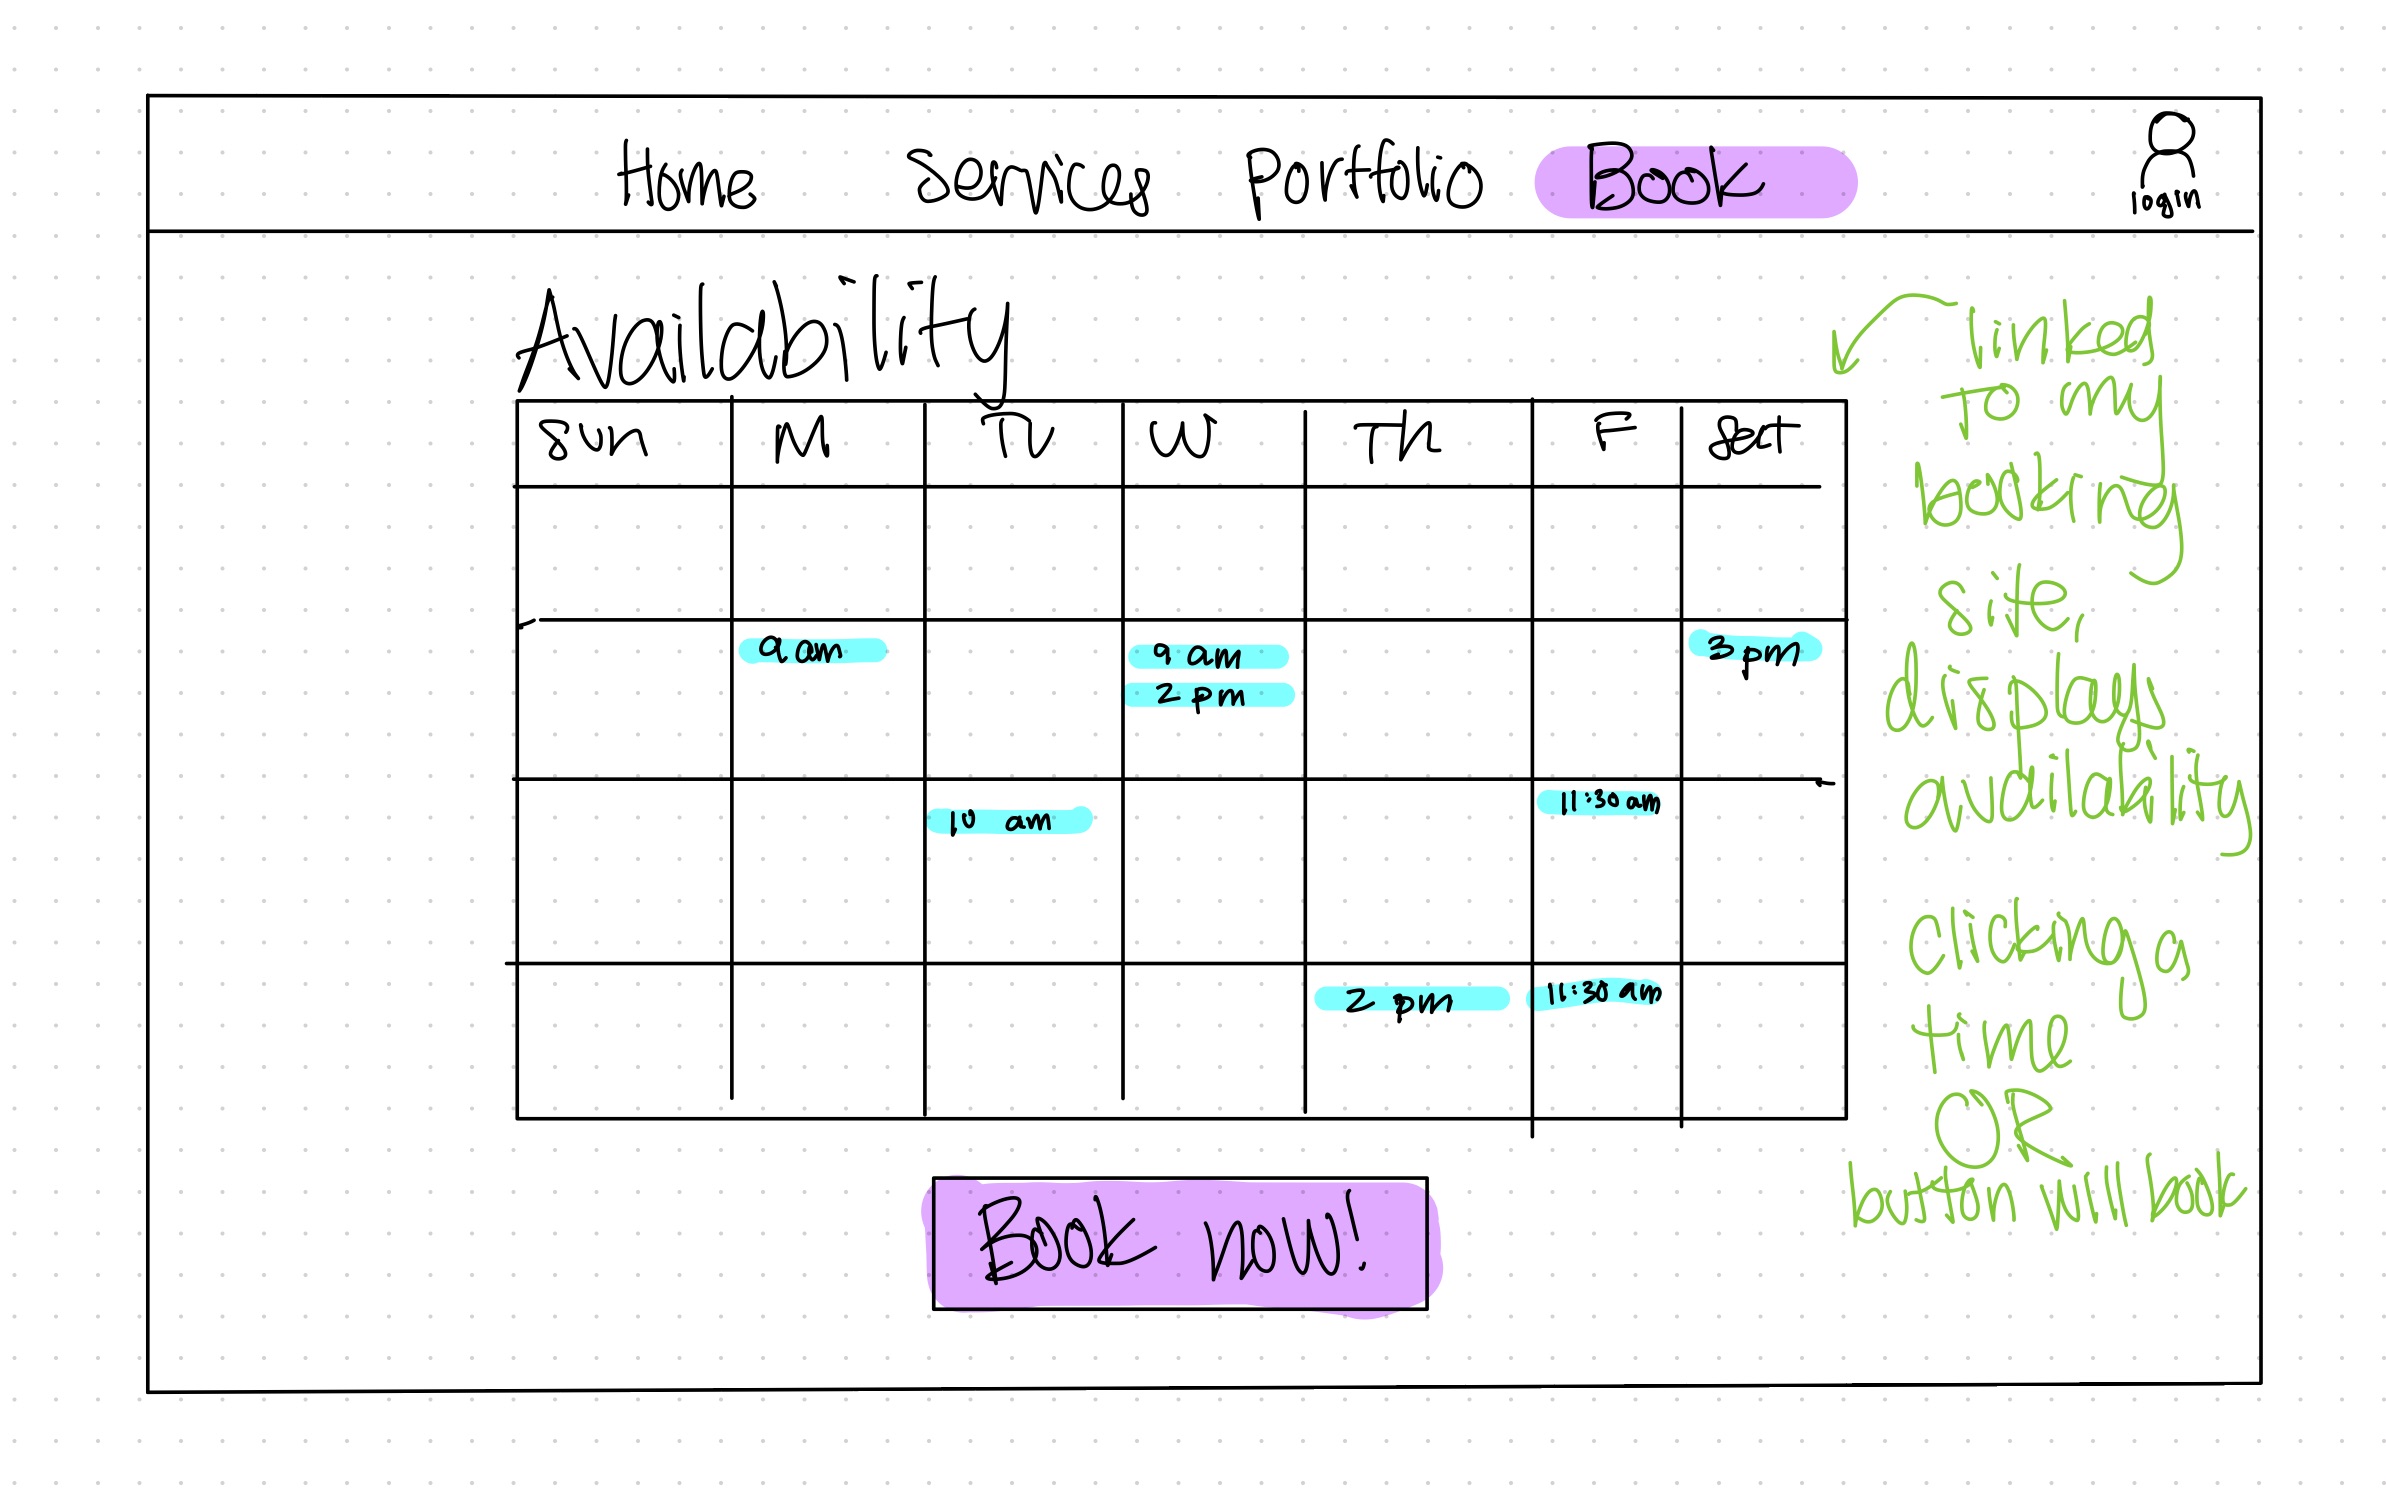 Home Services Portfolio Book
login
Availability
Sun M Tu W Th F Sat
9 am 9 am 3 pm
2 pm
10 am 11:30 am
2 pm 11:30 am
Book now!
linked
to my
booking
site,
displays
availability
clicking a
time
OR
button will book